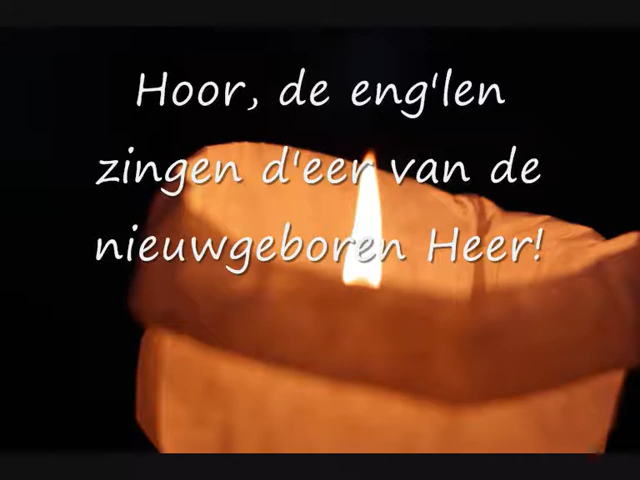 Hoor, de eng'len
zingen d'eer van de
nieuwgeboren Heer!